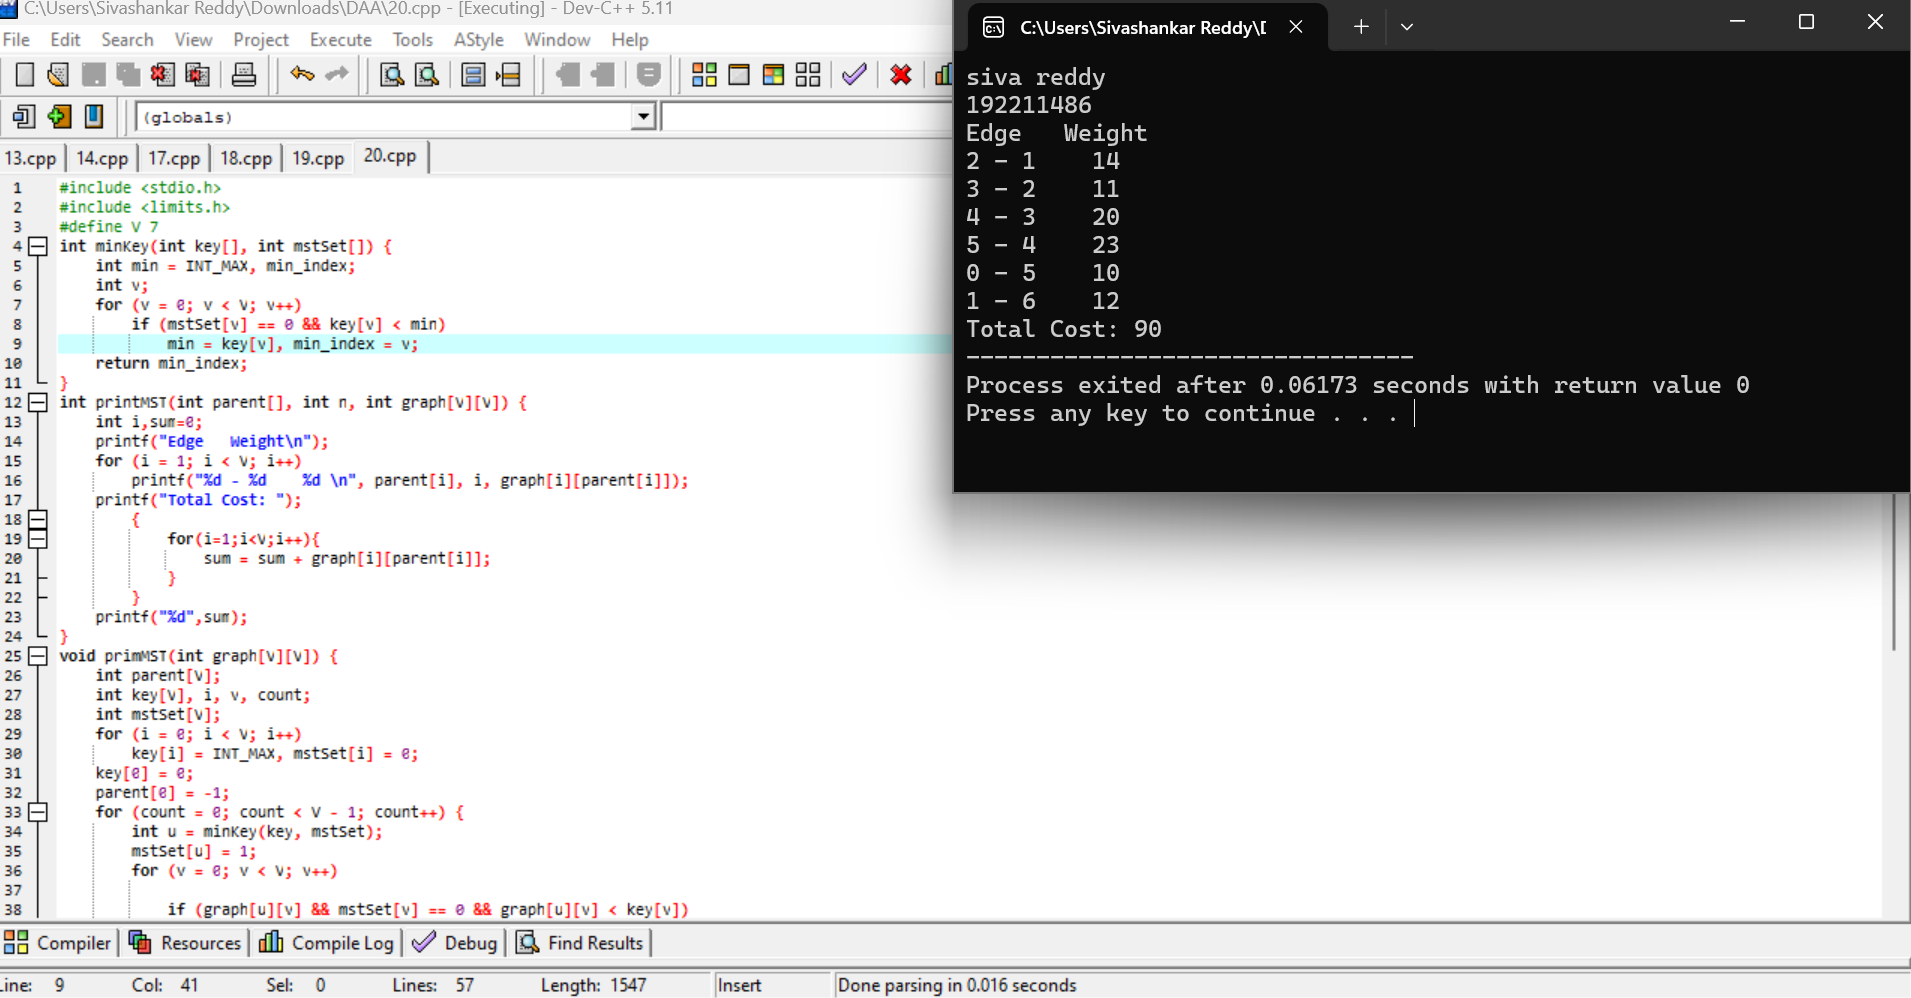 C:\Users\Sivashankar Reddy\Downloads\DAA\20.cpp - [Executing] - Dev-C++ 5.11
File Edit Search View Project Execute Tools AStyle Window Help
(globals)
13.cpp 14.cpp 17.cpp 18.cpp 19.cpp 20.cpp
1 #include <stdio.h>
2 #include <limits.h>
3 #define V 7
4 int minKey(int key[], int mstSet[]) {
5 int min = INT_MAX, min_index;
6 int v;
7 for (v = 0; v < V; v++)
8 if (mstSet[v] == 0 && key[v] < min)
9 min = key[v], min_index = v;
10 return min_index;
11 }
12 int printMST(int parent[], int n, int graph[V][V]) {
13 int i,sum=0;
14 printf("Edge   Weight\n");
15 for (i = 1; i < V; i++)
16 printf("%d - %d    %d \n", parent[i], i, graph[i][parent[i]]);
17 printf("Total Cost: ");
18 {
19 for(i=1;i<V;i++){
20 sum = sum + graph[i][parent[i]];
21 }
22 }
23 printf("%d",sum);
24 }
25 void primMST(int graph[V][V]) {
26 int parent[V];
27 int key[V], i, v, count;
28 int mstSet[V];
29 for (i = 0; i < V; i++)
30 key[i] = INT_MAX, mstSet[i] = 0;
31 key[0] = 0;
32 parent[0] = -1;
33 for (count = 0; count < V - 1; count++) {
34 int u = minKey(key, mstSet);
35 mstSet[u] = 1;
36 for (v = 0; v < V; v++)
37
38 if (graph[u][v] && mstSet[v] == 0 && graph[u][v] < key[v])
C:\Users\Sivashankar Reddy\D
siva reddy
192211486
Edge   Weight
2 - 1    14
3 - 2    11
4 - 3    20
5 - 4    23
0 - 5    10
1 - 6    12
Total Cost: 90
--------------------------------
Process exited after 0.06173 seconds with return value 0
Press any key to continue . . .
Compiler Resources Compile Log Debug Find Results
Line: 9 Col: 41 Sel: 0 Lines: 57 Length: 1547 Insert Done parsing in 0.016 seconds